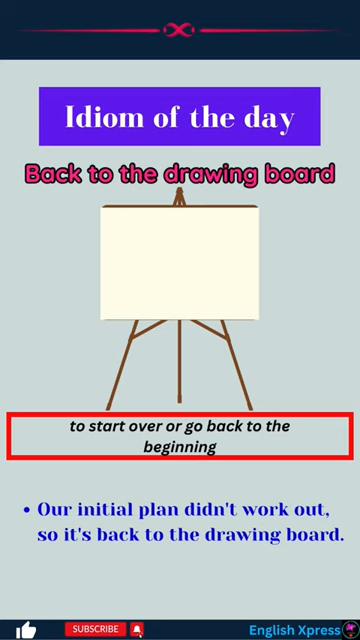 Idiom of the day
Back to the drawing board
to start over or go back to the
beginning
• Our initial plan didn't work out,
so it's back to the drawing board.
SUBSCRIBE
English Xpress